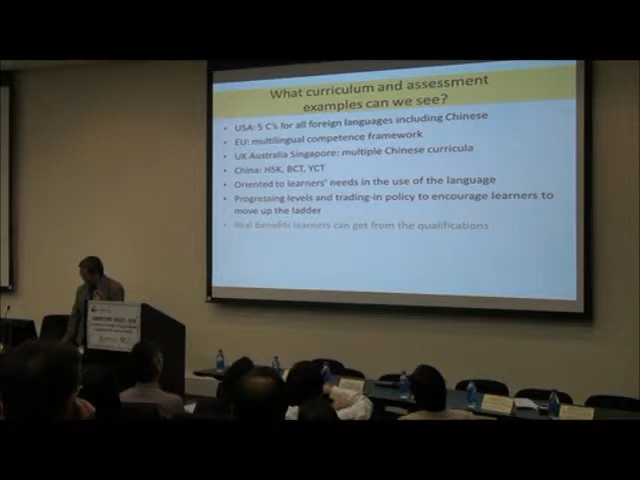 What curriculum and assessment
examples can we see?
• USA: 5 C's for all foreign languages including Chinese
• EU: multilingual competence framework
• UK Australia Singapore: multiple Chinese curricula
• China: HSK, BCT, YCT
• Oriented to learners' needs in the use of the language
• Progressing levels and trading-in policy to encourage learners to
move up the ladder
• Real benefits learners can get from the qualifications